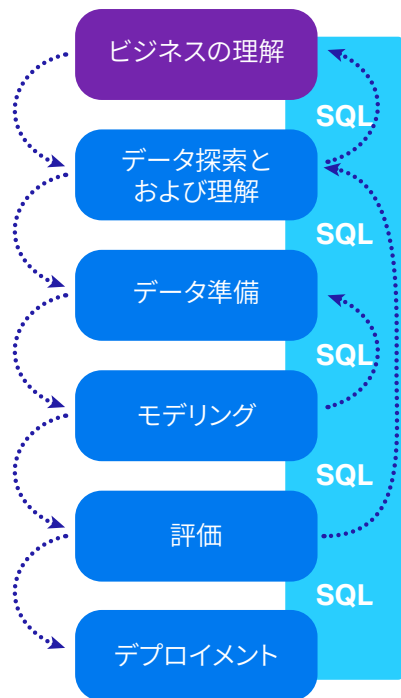 ビジネスの理解
SQL
データ探索と
および理解
SQL
データ準備
SQL
モデリング
SQL
評価
SQL
デプロイメント